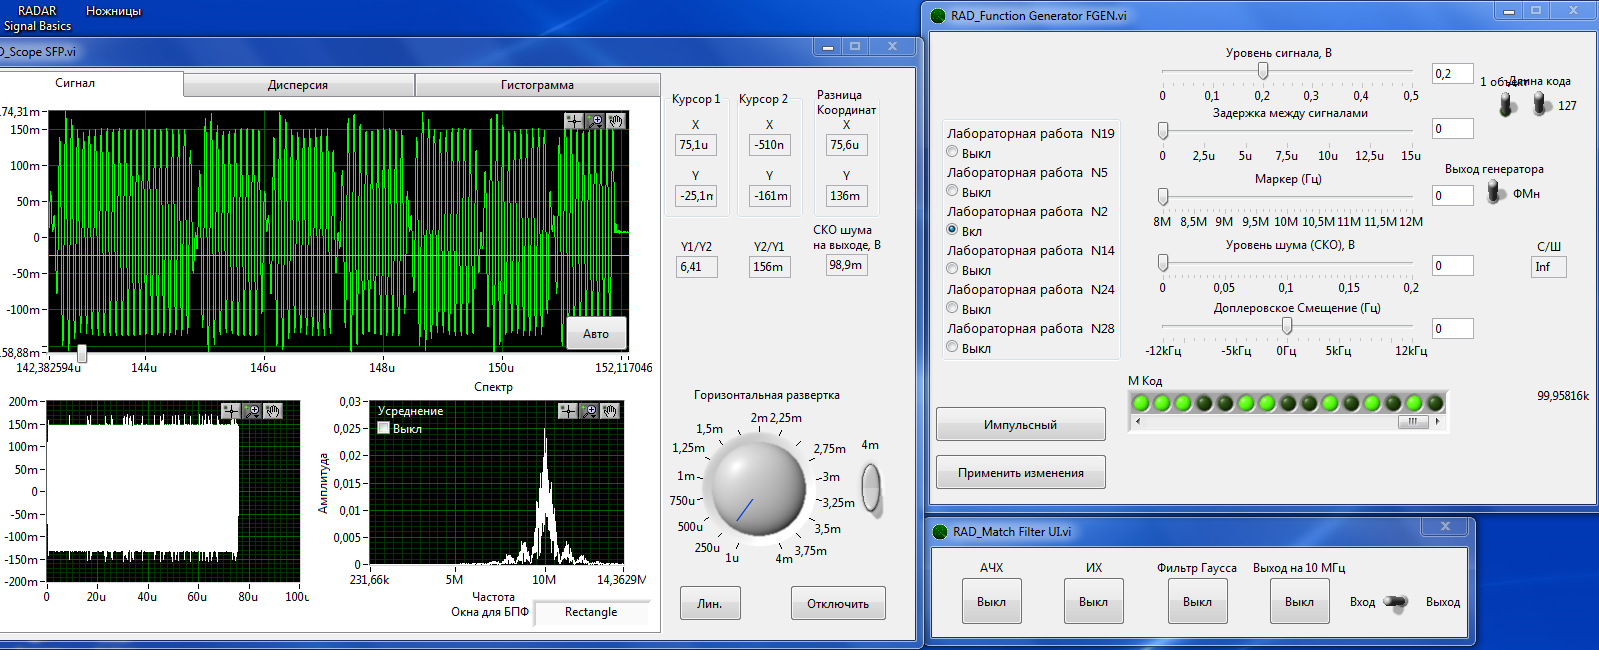 RADAR
Signal Basics
Ножницы
D_Scope SFP.vi
Сигнал
Дисперсия
Гистограмма
174,31m
150m
100m
50m
0
-50m
-100m
158,88m
142,382594u
144u
146u
148u
150u
152,117046
Авто
Спектр
200m
150m
100m
50m
0
-50m
-100m
-150m
-200m
0
20u
40u
60u
80u
100u
Амплитуда
0,03
0,025
0,02
0,015
0,01
0,005
0
Усреднение
Выкл
231,66k
5M
10M
14,3629M
Частота
Окна для БПФ
Rectangle
Курсор 1
X
75,1u
Y
-25,1m
Курсор 2
X
-510n
Y
-161m
Разница
Координат
X
75,6u
Y
136m
Y1/Y2
6,41
Y2/Y1
156m
СКО шума
на выходе, В
98,9m
Горизонтальная развертка
1u
250u
500u
750u
1m
1,25m
1,5m
2m
2,25m
2,75m
3m
3,25m
3,5m
3,75m
4m
4m
Лин.
Отключить
RAD_Function Generator FGEN.vi
Лабораторная работа N19
Выкл
Лабораторная работа N5
Выкл
Лабораторная работа N2
Вкл
Лабораторная работа N14
Выкл
Лабораторная работа N24
Выкл
Лабораторная работа N28
Выкл
Импульсный
Применить изменения
Уровень сигнала, В
0 0,1 0,2 0,3 0,4 0,5
0,2
Задержка между сигналами
0 2,5u 5u 7,5u 10u 12,5u 15u
0
Маркер (Гц)
8M 8,5M 9M 9,5M 10M 10,5M 11M 11,5M 12M
0
Уровень шума (СКО), В
0 0,05 0,1 0,15 0,2
0
Доплеровское Смещение (Гц)
-12kГц -5kГц 0Гц 5kГц 12kГц
0
1 объект
Длина кода
127
Выход генератора
ФМн
С/Ш
Inf
М Код
99,95816k
RAD_Match Filter UI.vi
АЧХ
Выкл
ИХ
Выкл
Фильтр Гаусса
Выкл
Выход на 10 МГц
Выкл
Вход
Выход